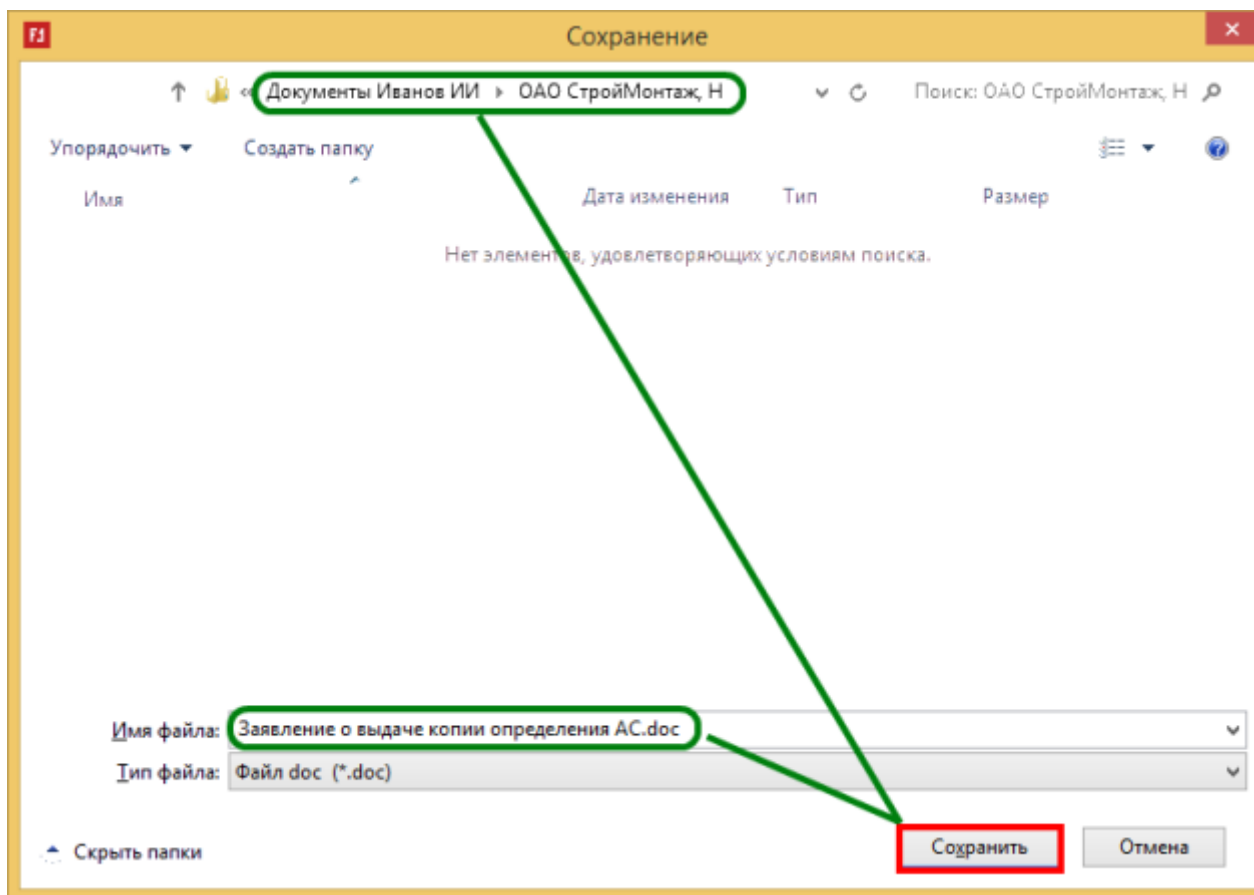 F1
Сохранение
« Документы Иванов ИИ ▸ ОАО СтройМонтаж, Н
Поиск: ОАО СтройМонтаж, Н
Упорядочить Создать папку
Имя Дата изменения Тип Размер
Нет элементов, удовлетворяющих условиям поиска.
Имя файла: Заявление о выдаче копии определения АС.doc
Тип файла: Файл doc (*.doc)
Скрыть папки Сохранить Отмена